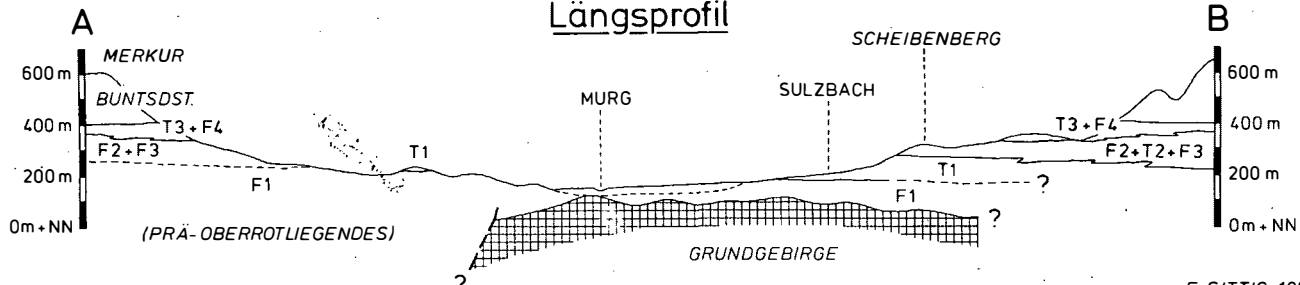 Längsprofil
A
B
MERKUR
SCHEIBENBERG
600 m
600 m
BUNTSDST.
MURG
SULZBACH
400 m
T3+F4
T3+F4
400 m
F2+F3
T1
F2+T2+F3
200 m
F1
T1
?
200 m
F1
0m+NN
(PRÄ-OBERROTLIEGENDES)
?
0m+NN
GRUNDGEBIRGE
?